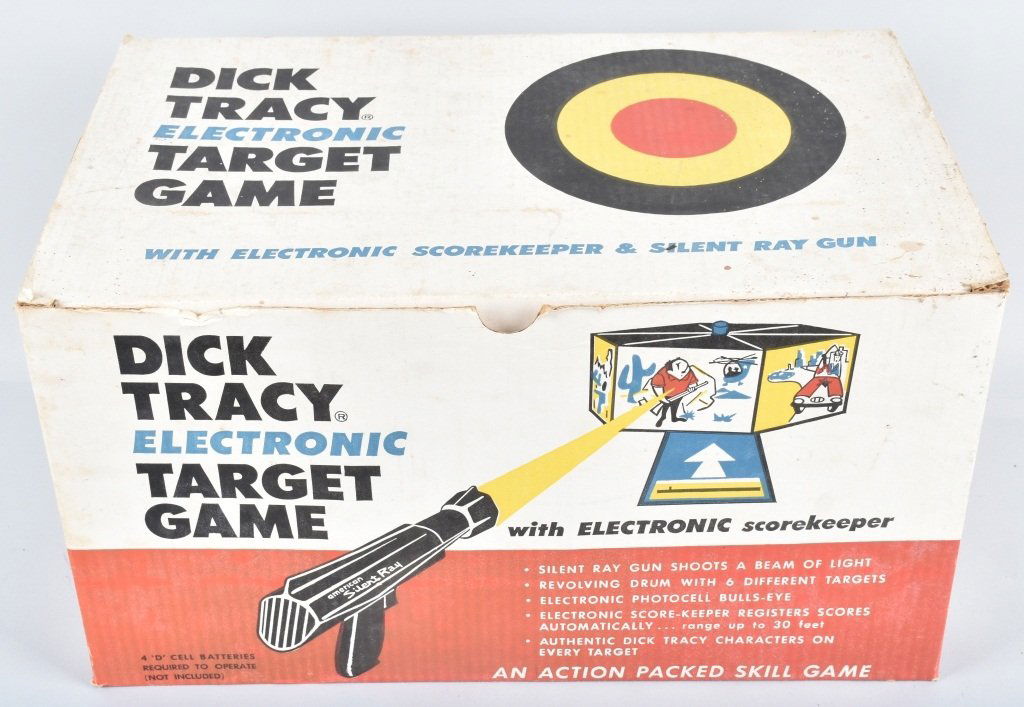 DICK
TRACY®
ELECTRONIC
TARGET
GAME
WITH ELECTRONIC SCOREKEEPER & SILENT RAY GUN
DICK
TRACY®
ELECTRONIC
TARGET
GAME
with ELECTRONIC scorekeeper
american
Silent Ray
• SILENT RAY GUN SHOOTS A BEAM OF LIGHT
• REVOLVING DRUM WITH 6 DIFFERENT TARGETS
• ELECTRONIC PHOTOCELL BULLS-EYE
• ELECTRONIC SCORE-KEEPER REGISTERS SCORES
AUTOMATICALLY... range up to 30 feet
• AUTHENTIC DICK TRACY CHARACTERS ON
EVERY TARGET
4 'D' CELL BATTERIES
REQUIRED TO OPERATE
(NOT INCLUDED)
AN ACTION PACKED SKILL GAME